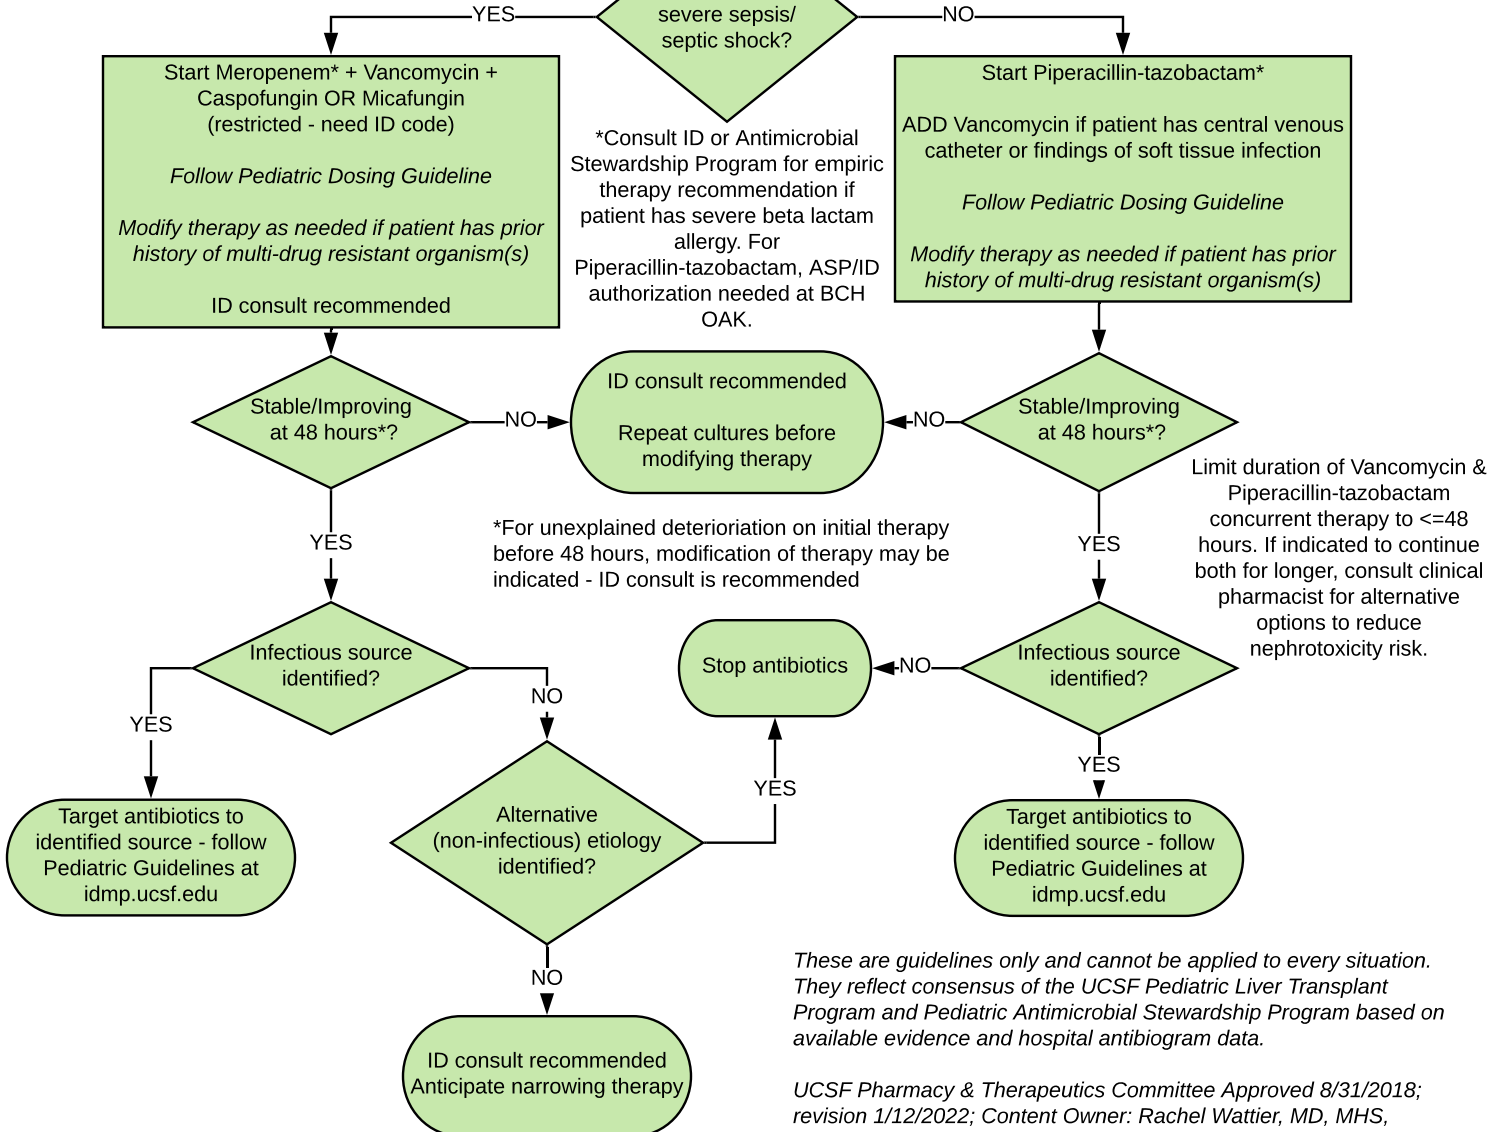 severe sepsis/
septic shock?
YES
NO
Start Meropenem* + Vancomycin +
Caspofungin OR Micafungin
(restricted - need ID code)
Follow Pediatric Dosing Guideline
Modify therapy as needed if patient has prior
history of multi-drug resistant organism(s)
ID consult recommended
*Consult ID or Antimicrobial
Stewardship Program for empiric
therapy recommendation if
patient has severe beta lactam
allergy. For
Piperacillin-tazobactam, ASP/ID
authorization needed at BCH
OAK.
Start Piperacillin-tazobactam*
ADD Vancomycin if patient has central venous
catheter or findings of soft tissue infection
Follow Pediatric Dosing Guideline
Modify therapy as needed if patient has prior
history of multi-drug resistant organism(s)
Stable/Improving
at 48 hours*?
NO
ID consult recommended
Repeat cultures before
modifying therapy
NO
Stable/Improving
at 48 hours*?
YES
*For unexplained deterioriation on initial therapy
before 48 hours, modification of therapy may be
indicated - ID consult is recommended
YES
Limit duration of Vancomycin &
Piperacillin-tazobactam
concurrent therapy to <=48
hours. If indicated to continue
both for longer, consult clinical
pharmacist for alternative
options to reduce
nephrotoxicity risk.
Infectious source
identified?
YES
NO
Stop antibiotics
NO
Infectious source
identified?
YES
YES
Target antibiotics to
identified source - follow
Pediatric Guidelines at
idmp.ucsf.edu
Alternative
(non-infectious) etiology
identified?
Target antibiotics to
identified source - follow
Pediatric Guidelines at
idmp.ucsf.edu
NO
ID consult recommended
Anticipate narrowing therapy
These are guidelines only and cannot be applied to every situation.
They reflect consensus of the UCSF Pediatric Liver Transplant
Program and Pediatric Antimicrobial Stewardship Program based on
available evidence and hospital antibiogram data.
UCSF Pharmacy & Therapeutics Committee Approved 8/31/2018;
revision 1/12/2022; Content Owner: Rachel Wattier, MD, MHS,